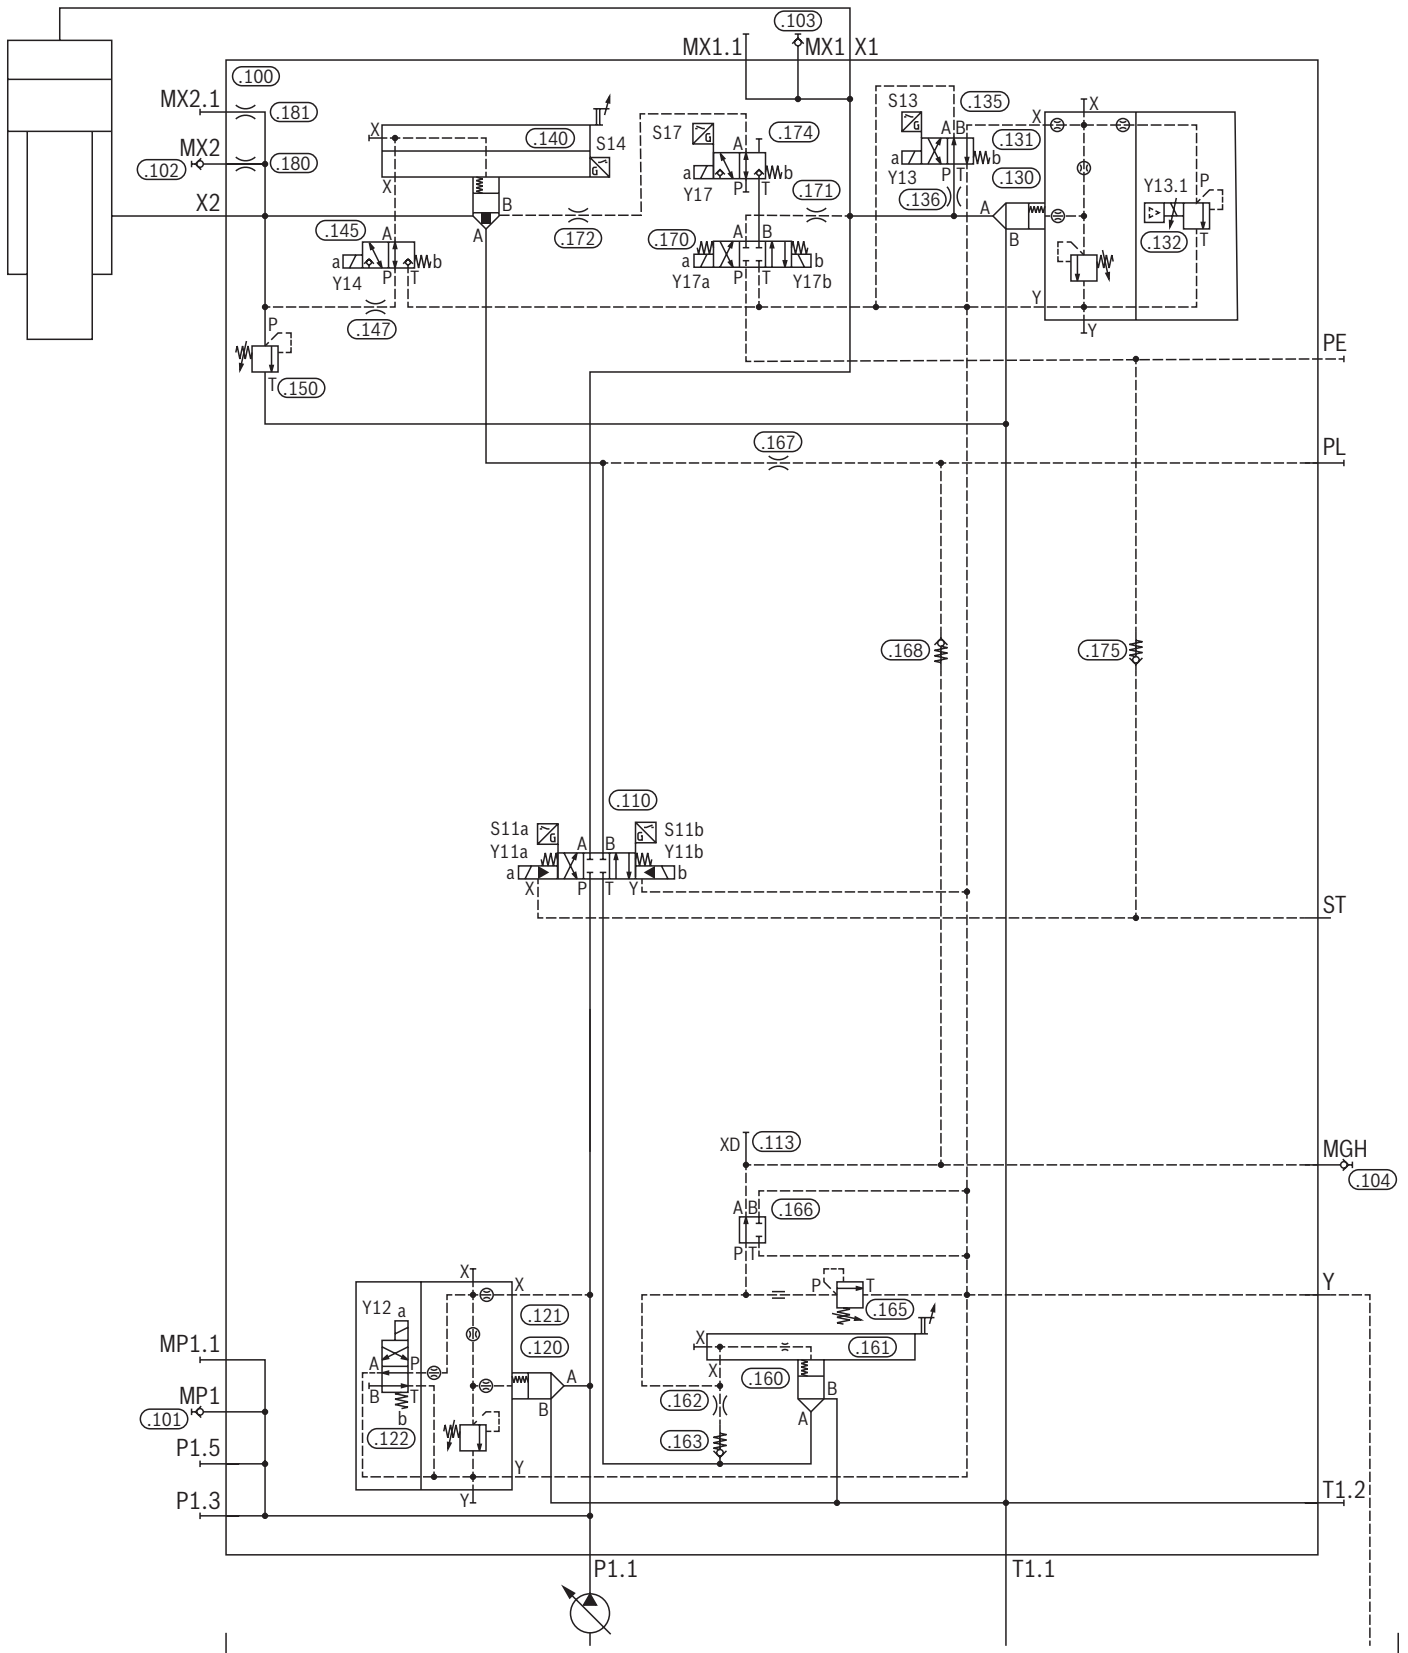 .103
MX1.1 MX1 X1
.100
MX2.1 .181
S13 .135 X
X .140 S14 S17 A .174 A B X .131
MX2 .102 .180
a b Y13 P T .130
X a Y17 P T b
Y13.1 P
X2 B .171 .136 A
.145 A A .172 .170 A B B .132 T
a P T b a P T b
Y14 Y17a Y17b
Y
.147
P Y
PE
T .150
.167 PL
.168 .175
.110
S11a A B S11b
Y11a Y11b
a X P T Y b
ST
XD .113
MGH
.104
A B .166
P T
X X Y
Y12 a P T
.121 .165
X .161
MP1.1 .120
A P A X .160
B T B B
MP1 .162
.101 b A
.122 .163
P1.5
Y
P1.3 Y T1.2
P1.1 T1.1